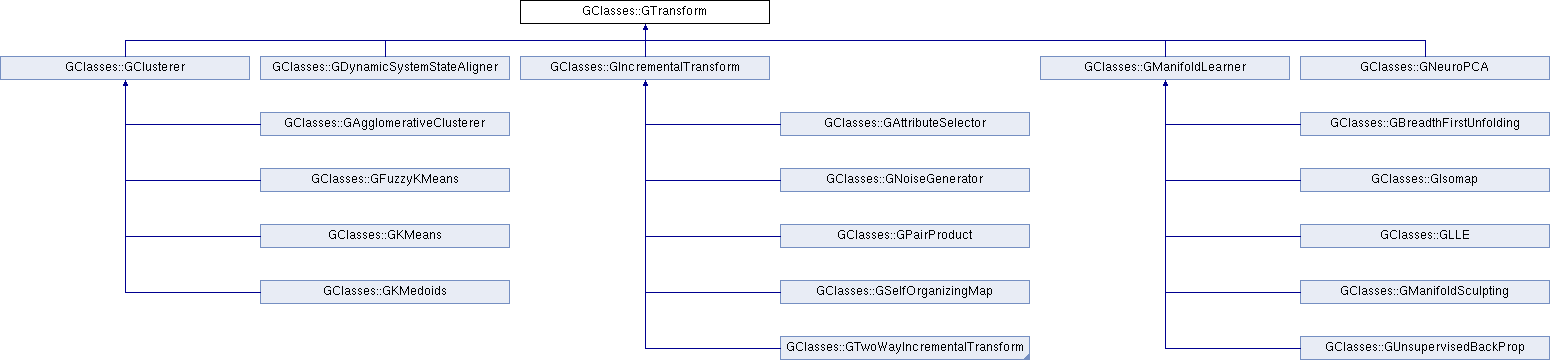 GClasses::GTransform
GClasses::GClusterer
GClasses::GDynamicSystemStateAligner
GClasses::GIncrementalTransform
GClasses::GManifoldLearner
GClasses::GNeuroPCA
GClasses::GAgglomerativeClusterer
GClasses::GAttributeSelector
GClasses::GBreadthFirstUnfolding
GClasses::GFuzzyKMeans
GClasses::GNoiseGenerator
GClasses::GIsomap
GClasses::GKMeans
GClasses::GPairProduct
GClasses::GLLE
GClasses::GKMedoids
GClasses::GSelfOrganizingMap
GClasses::GManifoldSculpting
GClasses::GTwoWayIncrementalTransform
GClasses::GUnsupervisedBackProp